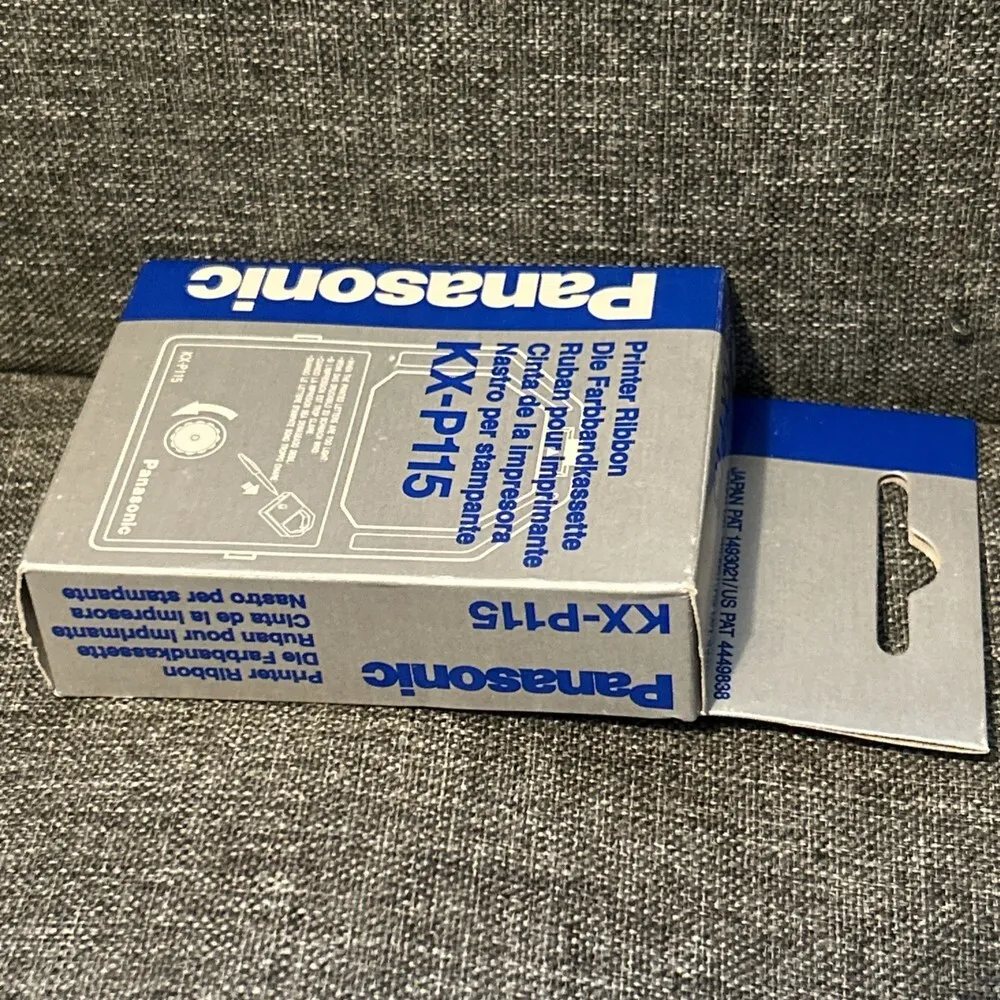 Panasonic
Printer Ribbon
Die Farbbandkassette
Ruban pour imprimante
Cinta de la impresora
Nastro per stampante
KX-P115
KX-P115
Panasonic
Panasonic
KX-P115
Printer Ribbon
Die Farbbandkassette
Ruban pour Imprimante
Cinta de la Impresora
Nastro per stampante
JAPAN PAT 1493021/US PAT 4449838